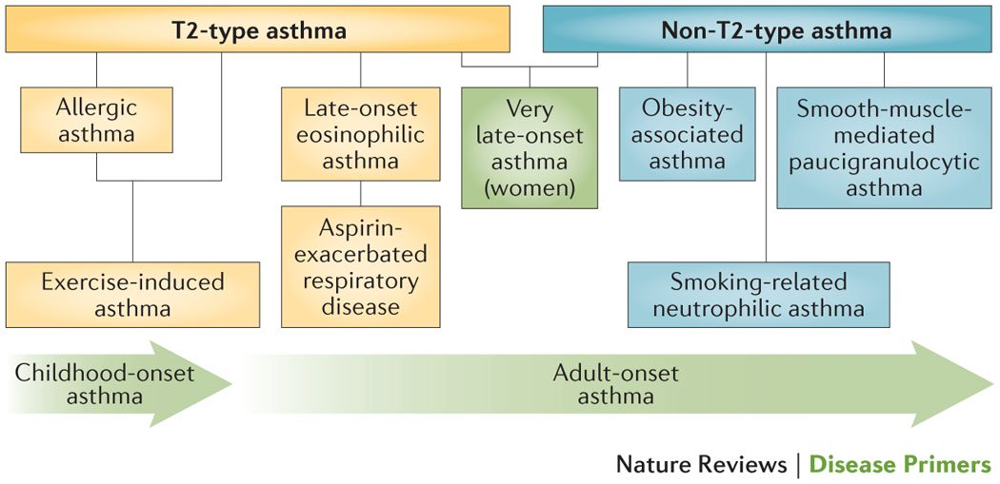 T2-type asthma
Non-T2-type asthma
Allergic
asthma
Late-onset
eosinophilic
asthma
Very
late-onset
asthma
(women)
Obesity-
associated
asthma
Smooth-muscle-
mediated
paucigranulocytic
asthma
Aspirin-
exacerbated
respiratory
disease
Exercise-induced
asthma
Smoking-related
neutrophilic asthma
Childhood-onset
asthma
Adult-onset
asthma
Nature Reviews | Disease Primers